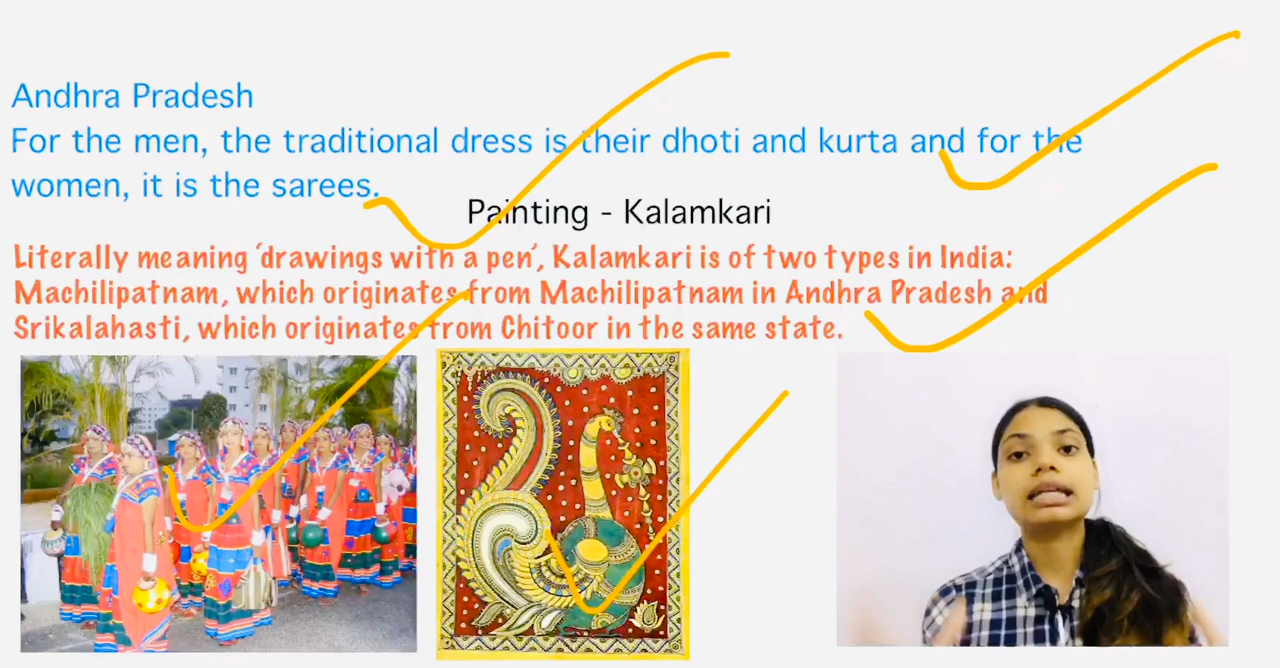 Andhra Pradesh
For the men, the traditional dress is their dhoti and kurta and for the
women, it is the sarees.
Painting - Kalamkari
Literally meaning ‘drawings with a pen’, Kalamkari is of two types in India:
Machilipatnam, which originates from Machilipatnam in Andhra Pradesh and
Srikalahasti, which originates from Chitoor in the same state.